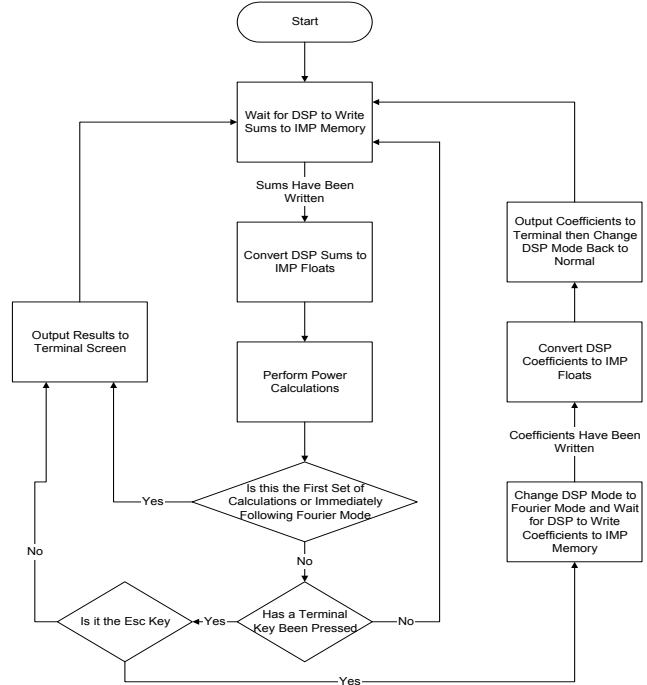 Start
Wait for DSP to Write
Sums to IMP Memory
Sums Have Been
Written
Convert DSP Sums to
IMP Floats
Perform Power
Calculations
Is this the First Set of
Calculations or Immediately
Following Fourier Mode
Yes
No
Has a Terminal
Key Been Pressed
Yes
No
Is it the Esc Key
No
Yes
Output Results to
Terminal Screen
Change DSP Mode to
Fourier Mode and Wait
for DSP to Write
Coefficients to IMP
Memory
Coefficients Have Been
Written
Convert DSP
Coefficients to IMP
Floats
Output Coefficients to
Terminal then Change
DSP Mode Back to
Normal